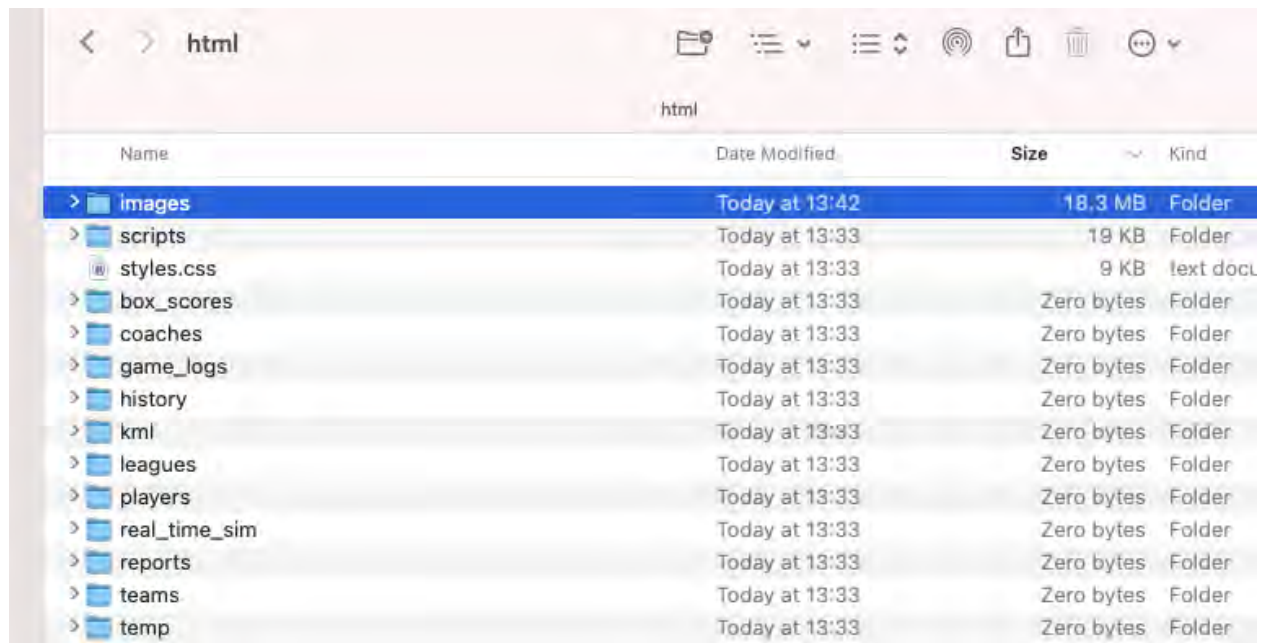 html
html
Name Date Modified Size Kind
images Today at 13:42 18.3 MB Folder
scripts Today at 13:33 19 KB Folder
styles.css Today at 13:33 9 KB text docu
box_scores Today at 13:33 Zero bytes Folder
coaches Today at 13:33 Zero bytes Folder
game_logs Today at 13:33 Zero bytes Folder
history Today at 13:33 Zero bytes Folder
kml Today at 13:33 Zero bytes Folder
leagues Today at 13:33 Zero bytes Folder
players Today at 13:33 Zero bytes Folder
real_time_sim Today at 13:33 Zero bytes Folder
reports Today at 13:33 Zero bytes Folder
teams Today at 13:33 Zero bytes Folder
temp Today at 13:33 Zero bytes Folder